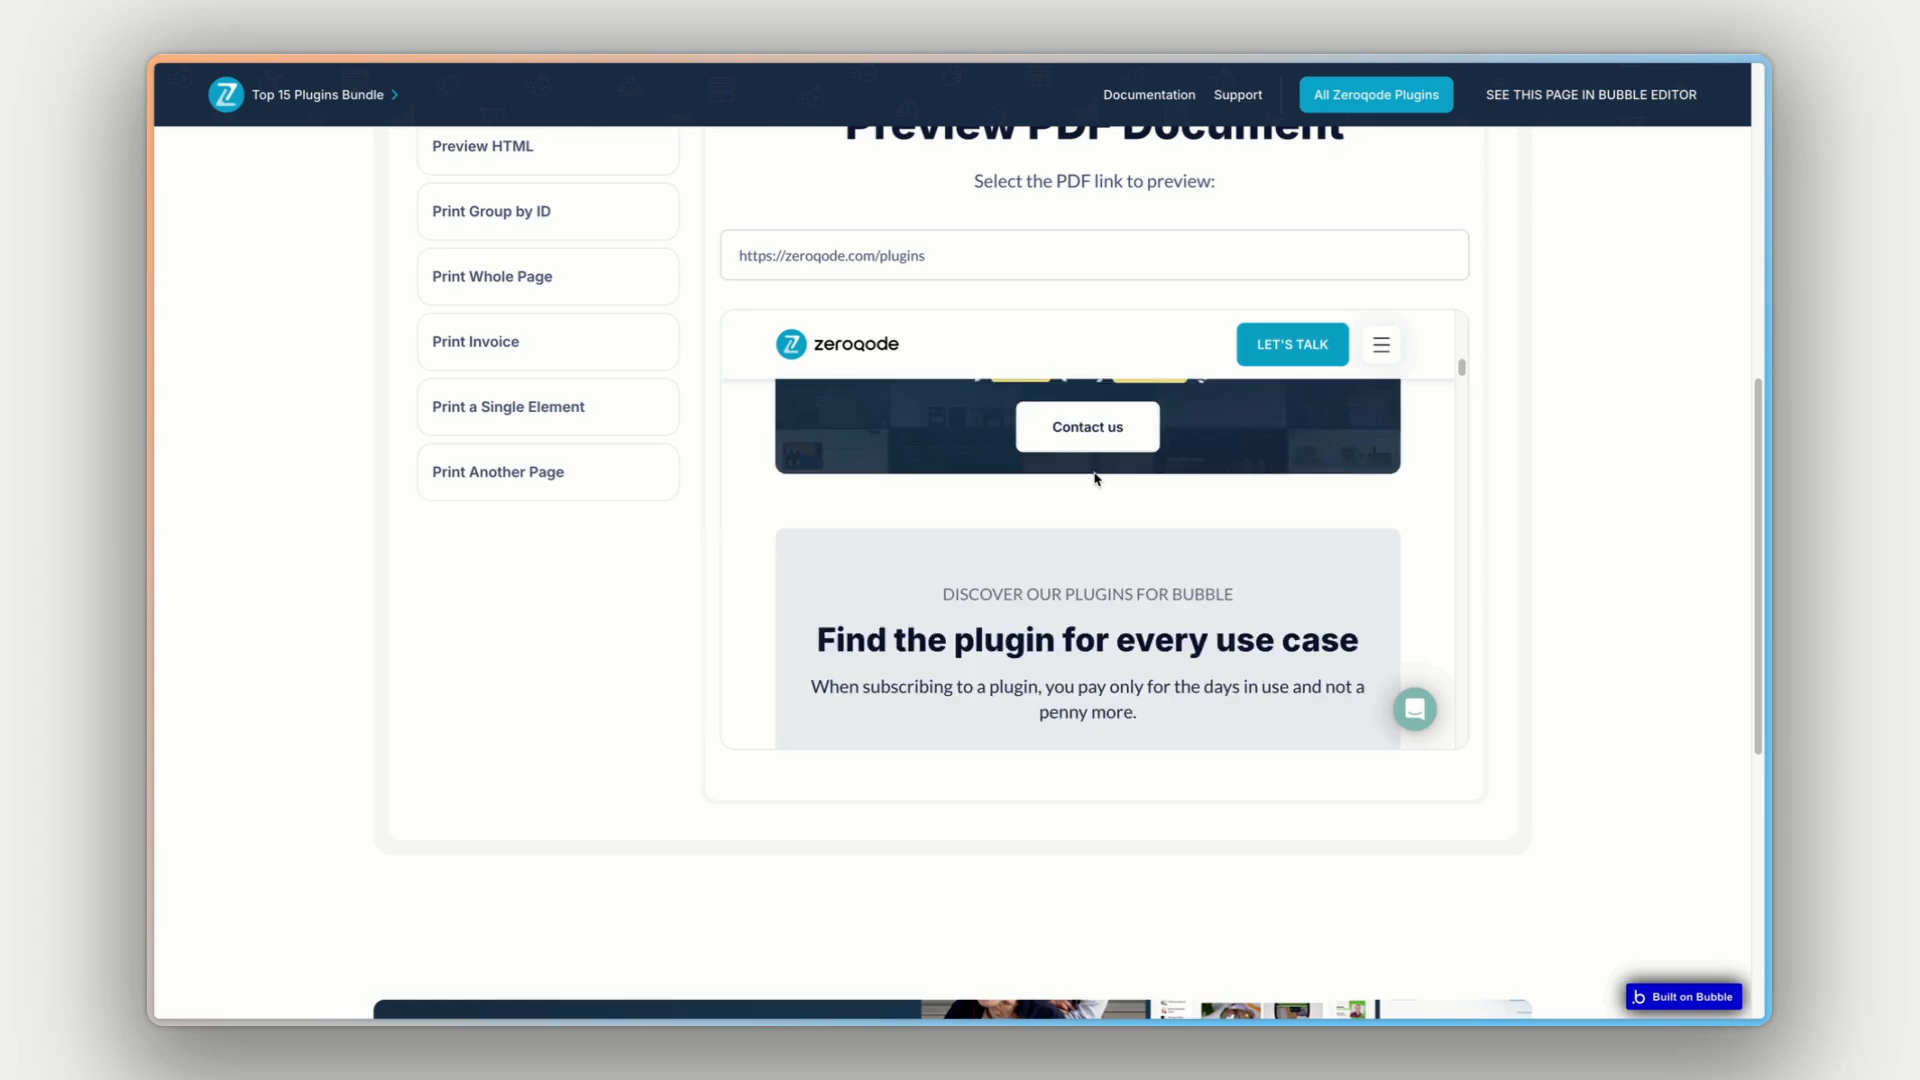 Top 15 Plugins Bundle
Documentation
Support
All Zeroqode Plugins
SEE THIS PAGE IN BUBBLE EDITOR
Preview HTML
Print Group by ID
Print Whole Page
Print Invoice
Print a Single Element
Print Another Page
Preview PDF Document
Select the PDF link to preview:
https://zeroqode.com/plugins
zeroqode
LET'S TALK
Contact us
DISCOVER OUR PLUGINS FOR BUBBLE
Find the plugin for every use case
When subscribing to a plugin, you pay only for the days in use and not a
penny more.
Built on Bubble